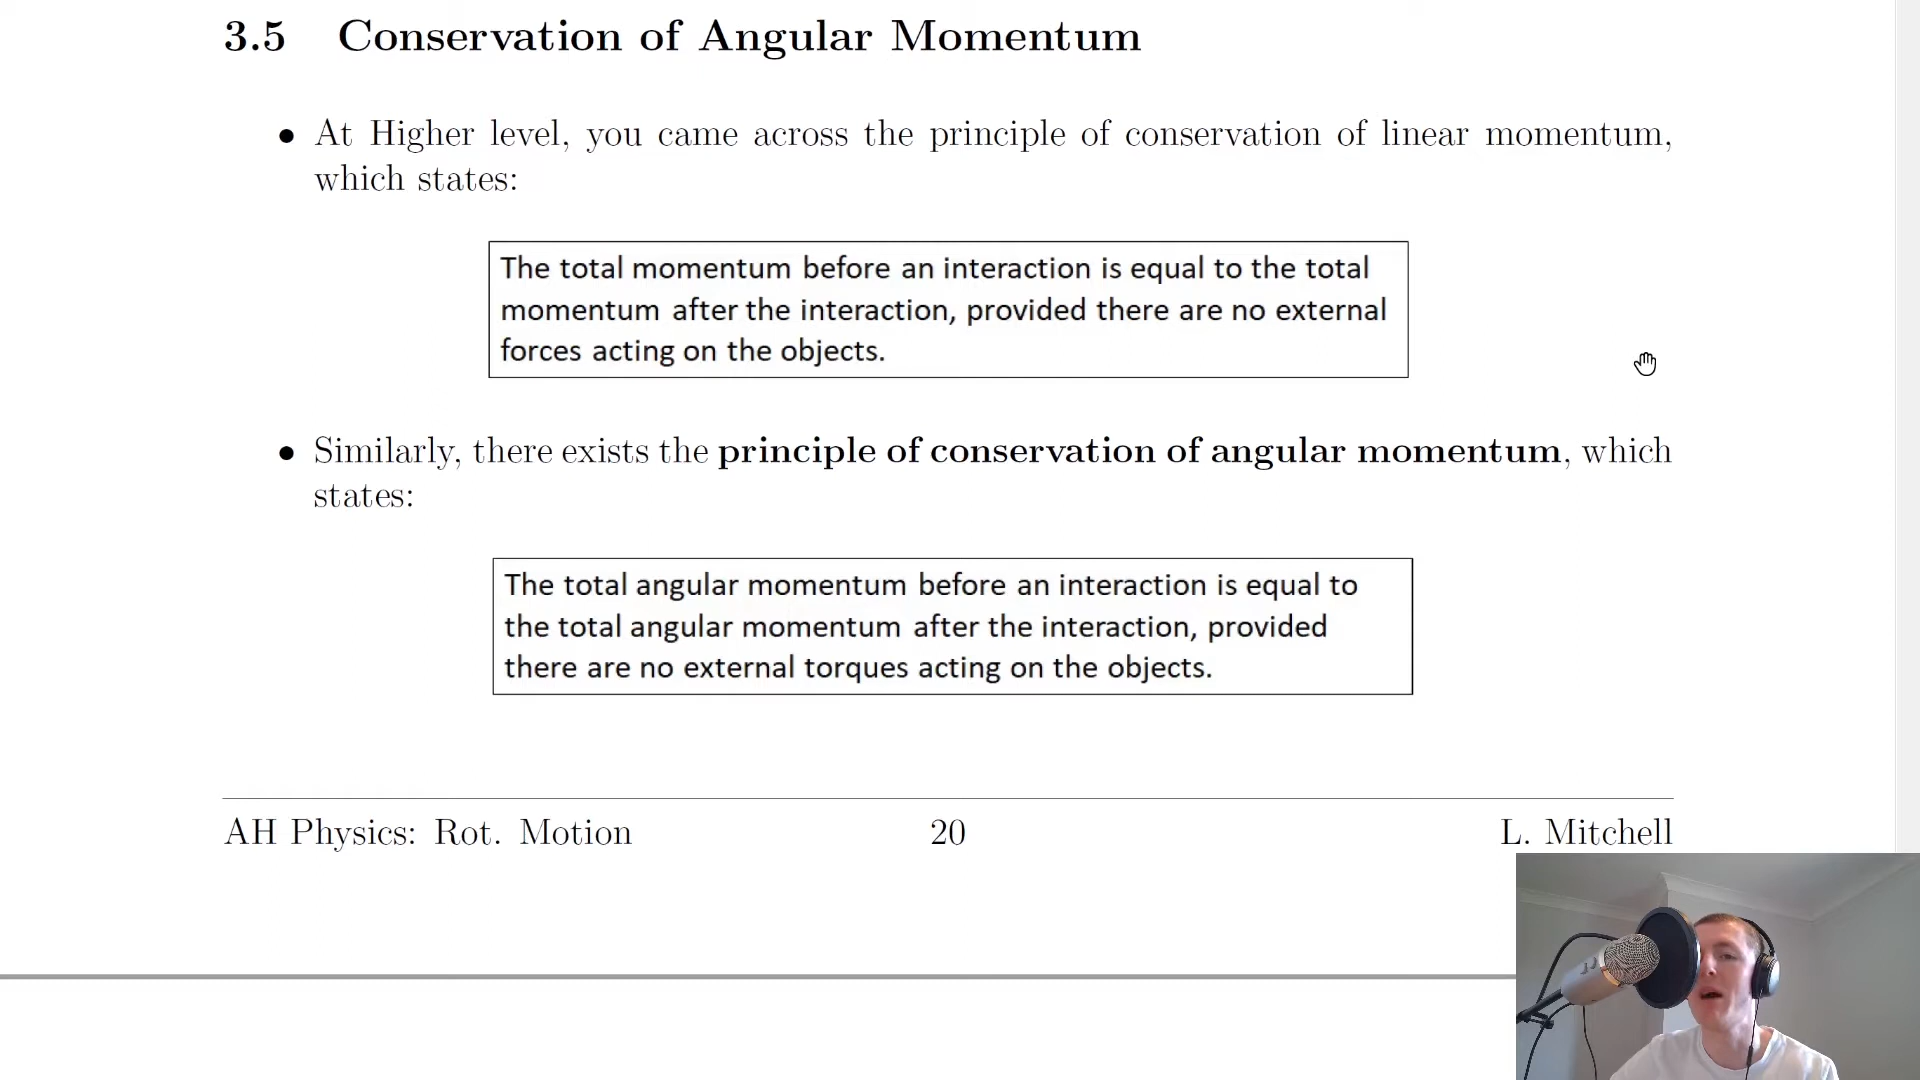 3.5 Conservation of Angular Momentum
• At Higher level, you came across the principle of conservation of linear momentum,
which states:
The total momentum before an interaction is equal to the total
momentum after the interaction, provided there are no external
forces acting on the objects.
• Similarly, there exists the principle of conservation of angular momentum, which
states:
The total angular momentum before an interaction is equal to
the total angular momentum after the interaction, provided
there are no external torques acting on the objects.
AH Physics: Rot. Motion 20 L. Mitchell